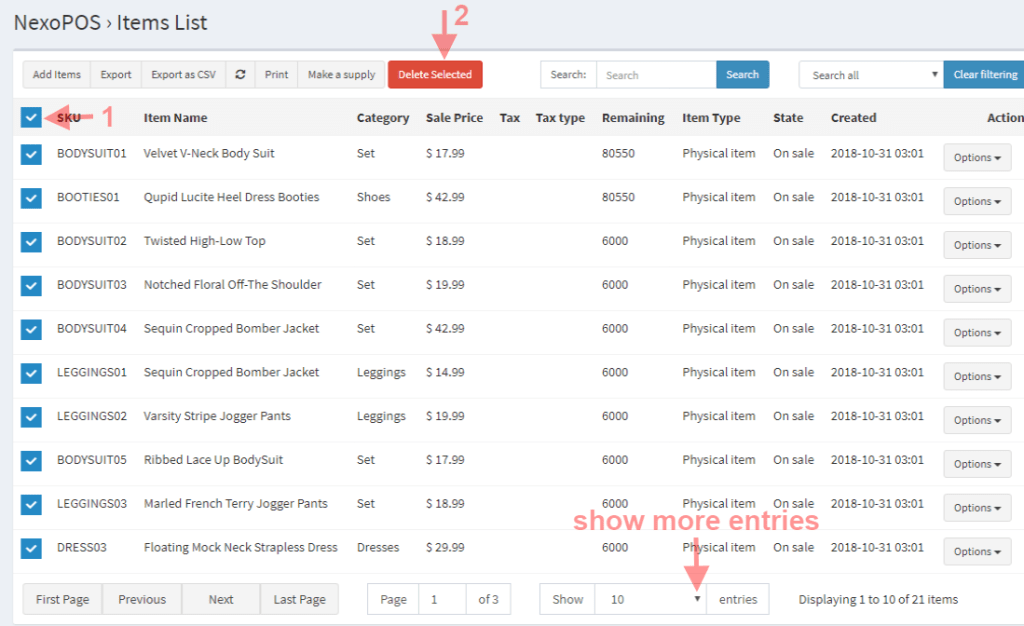 NexoPOS › Items List
2
Add Items Export Export as CSV Print Make a supply Delete Selected Search: Search Search Search all Clear filtering
1
SKU Item Name Category Sale Price Tax Tax type Remaining Item Type State Created Action
BODYSUIT01 Velvet V-Neck Body Suit Set $ 17.99 80550 Physical item On sale 2018-10-31 03:01 Options
BOOTIES01 Qupid Lucite Heel Dress Booties Shoes $ 42.99 80550 Physical item On sale 2018-10-31 03:01 Options
BODYSUIT02 Twisted High-Low Top Set $ 18.99 6000 Physical item On sale 2018-10-31 03:01 Options
BODYSUIT03 Notched Floral Off-The Shoulder Set $ 19.99 6000 Physical item On sale 2018-10-31 03:01 Options
BODYSUIT04 Sequin Cropped Bomber Jacket Set $ 42.99 6000 Physical item On sale 2018-10-31 03:01 Options
LEGGINGS01 Sequin Cropped Bomber Jacket Leggings $ 14.99 6000 Physical item On sale 2018-10-31 03:01 Options
LEGGINGS02 Varsity Stripe Jogger Pants Leggings $ 19.99 6000 Physical item On sale 2018-10-31 03:01 Options
BODYSUIT05 Ribbed Lace Up BodySuit Set $ 17.99 6000 Physical item On sale 2018-10-31 03:01 Options
LEGGINGS03 Marled French Terry Jogger Pants Set $ 18.99 6000 Physical item On sale 2018-10-31 03:01 Options
show more entries
DRESS03 Floating Mock Neck Strapless Dress Dresses $ 29.99 6000 Physical item On sale 2018-10-31 03:01 Options
First Page Previous Next Last Page Page 1 of 3 Show 10 entries Displaying 1 to 10 of 21 items